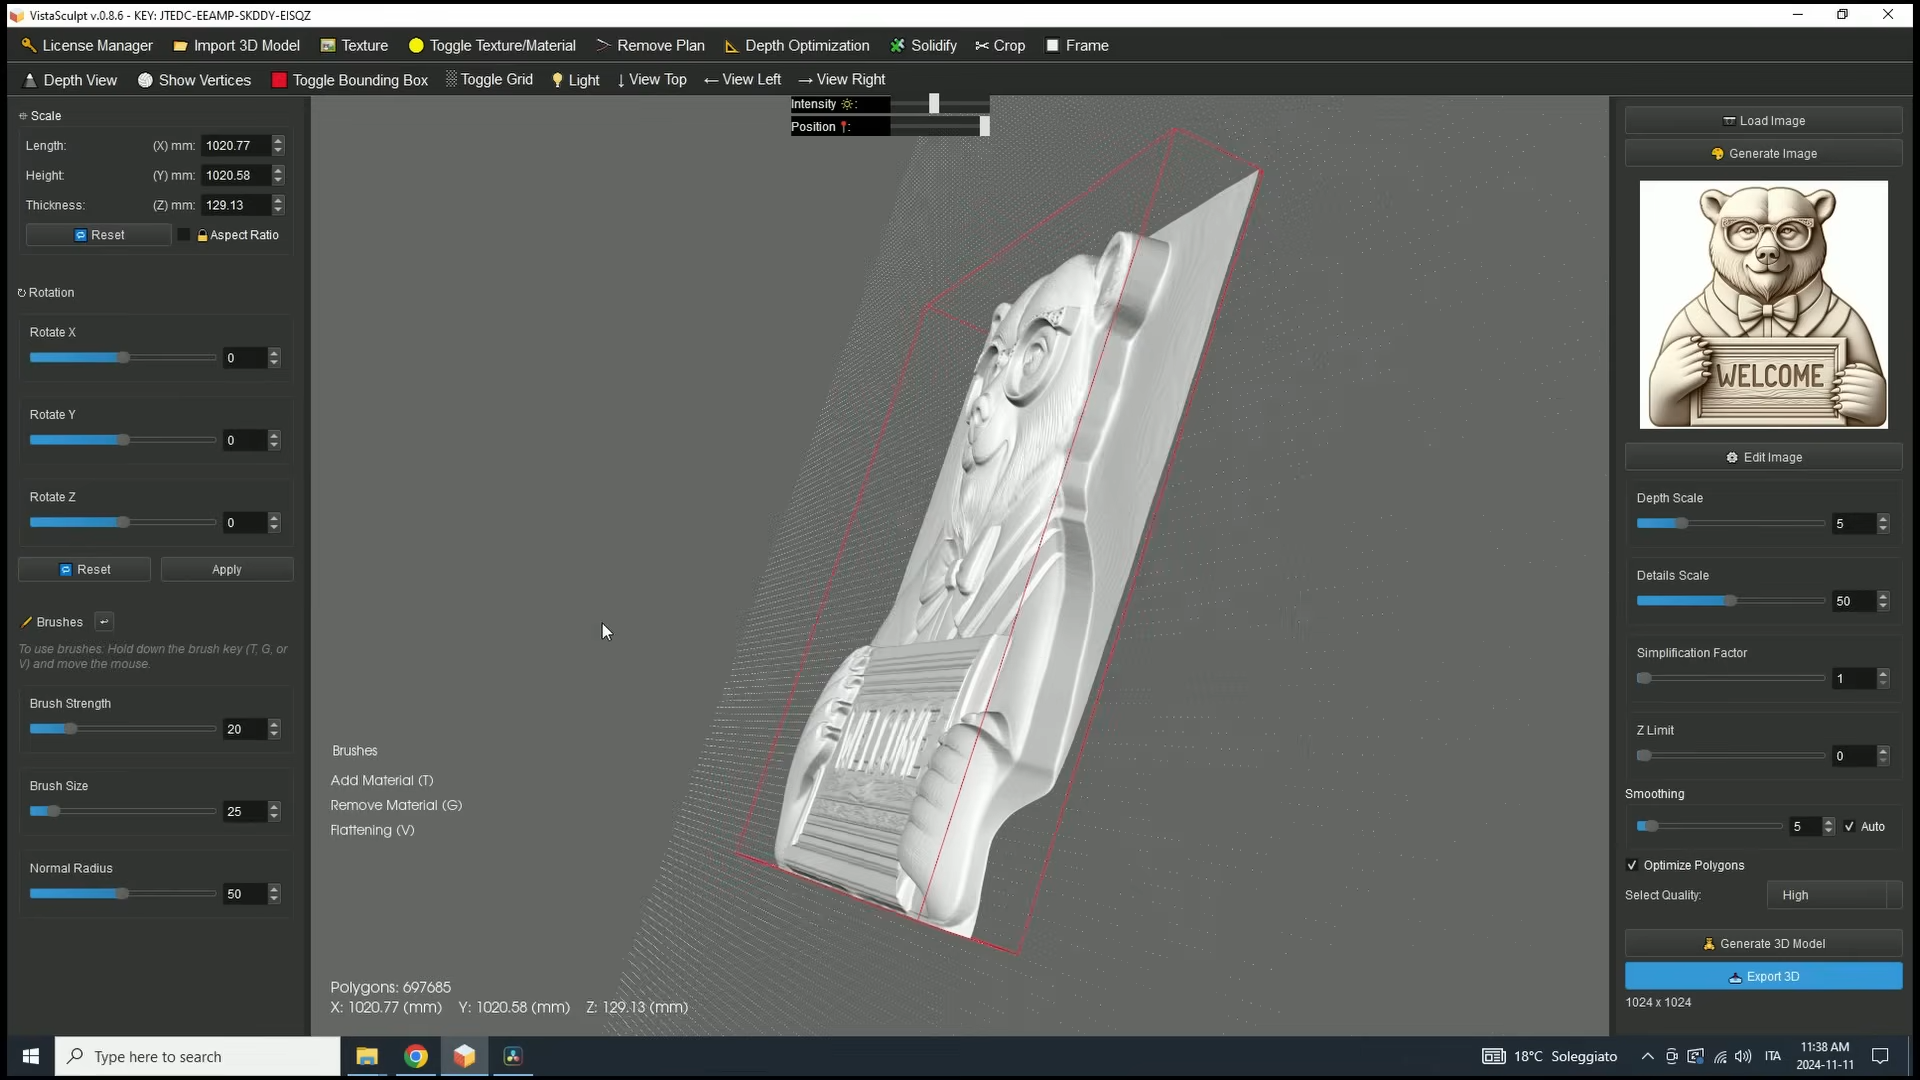 VistaSculpt v.0.8.6 - KEY: JTEDC-EEAMP-SKDDY-EISQZ
License Manager Import 3D Model Texture Toggle Texture/Material Remove Plan Depth Optimization Solidify Crop Frame
Depth View Show Vertices Toggle Bounding Box Toggle Grid Light ↓ View Top ← View Left → View Right
Intensity :
Position :
Scale
Length: (X) mm: 1020.77
Height: (Y) mm: 1020.58
Thickness: (Z) mm: 129.13
Reset Aspect Ratio
Rotation
Rotate X
0
Rotate Y
0
Rotate Z
0
Reset Apply
Brushes
To use brushes: Hold down the brush key (T, G, or
V) and move the mouse.
Brush Strength
20
Brush Size
25
Normal Radius
50
WELCOME
Brushes
Add Material (T)
Remove Material (G)
Flattening (V)
Polygons: 697685
X: 1020.77 (mm) Y: 1020.58 (mm) Z: 129.13 (mm)
Load Image
Generate Image
WELCOME
Edit Image
Depth Scale
5
Details Scale
50
Simplification Factor
1
Z Limit
0
Smoothing
5 Auto
Optimize Polygons
Select Quality: High
Generate 3D Model
Export 3D
1024 x 1024
Type here to search
18°C Soleggiato
ITA
11:38 AM
2024-11-11